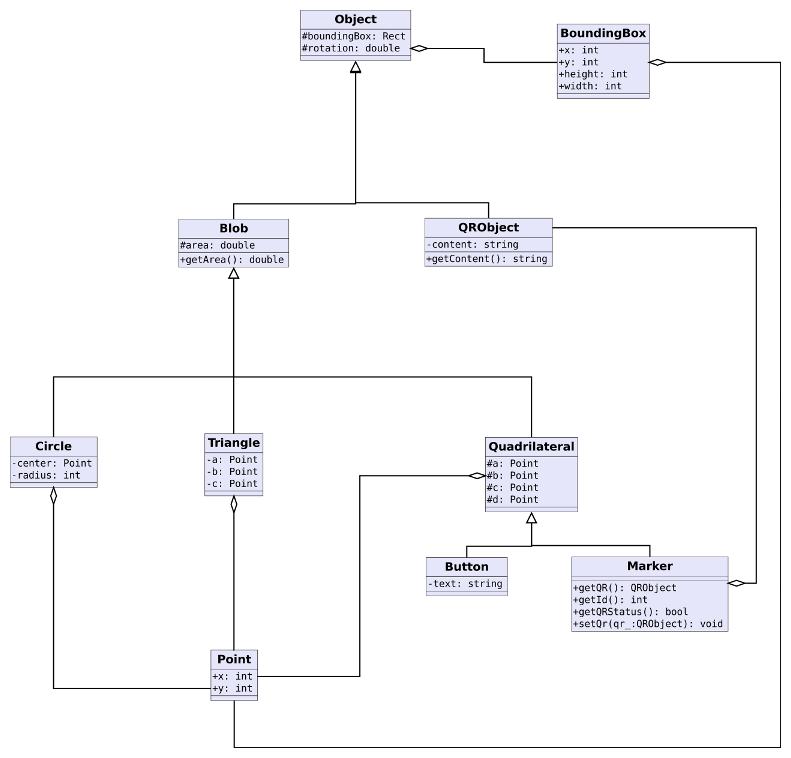 Object
#boundingBox: Rect
#rotation: double
BoundingBox
+x: int
+y: int
+height: int
+width: int
Blob
#area: double
+getArea(): double
QRObject
-content: string
+getContent(): string
Circle
-center: Point
-radius: int
Triangle
-a: Point
-b: Point
-c: Point
Quadrilateral
#a: Point
#b: Point
#c: Point
#d: Point
Button
-text: string
Marker
+getQR(): QRObject
+getId(): int
+getQRStatus(): bool
+setQr(qr_:QRObject): void
Point
+x: int
+y: int